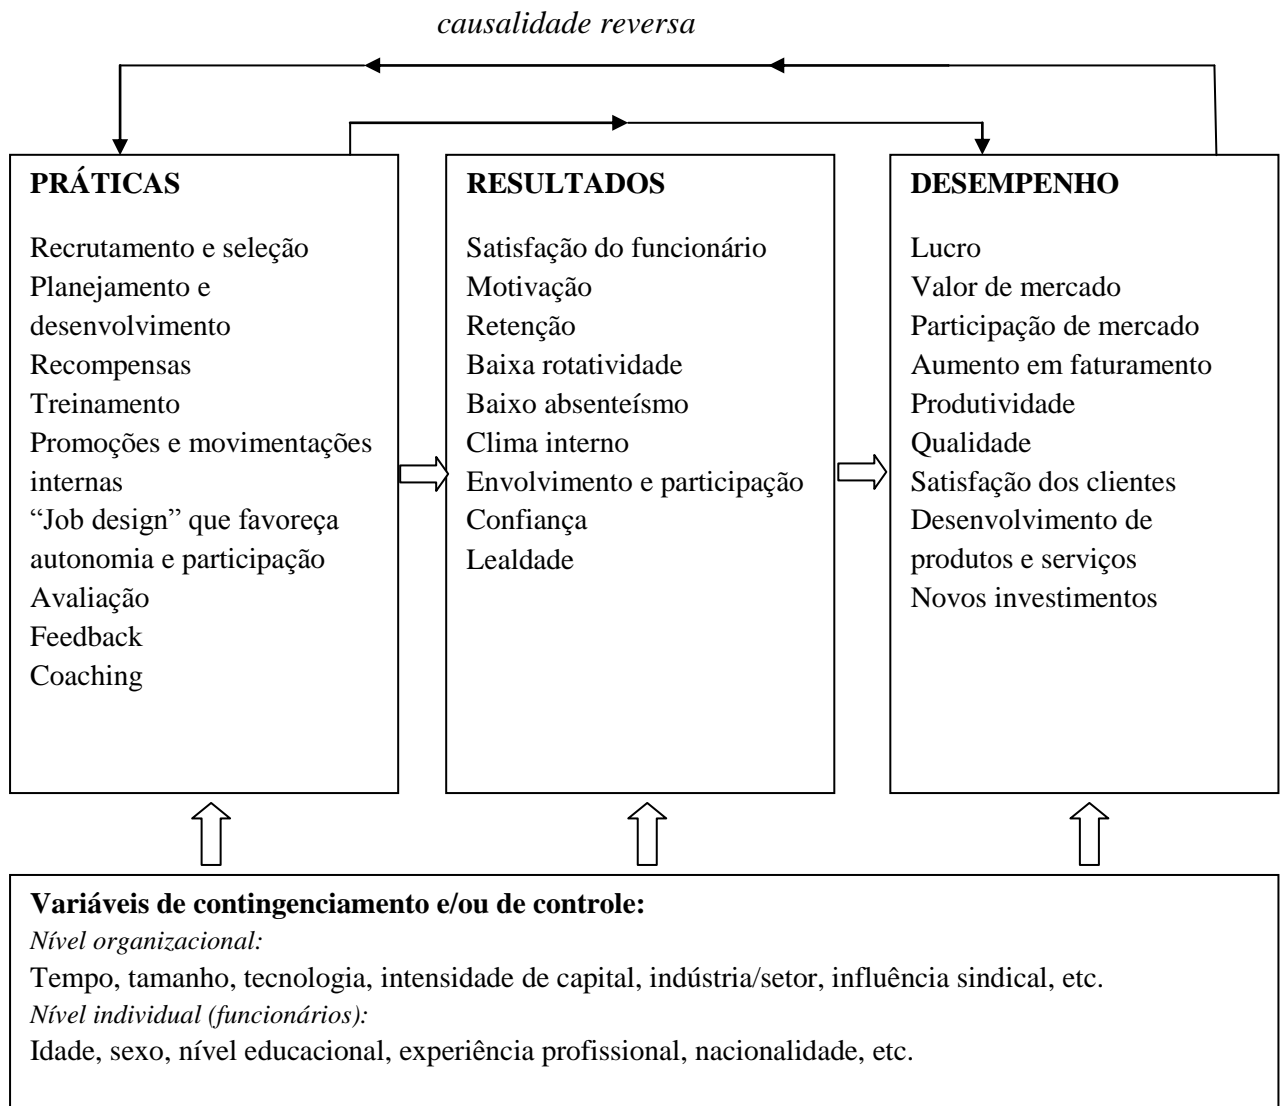 causalidade reversa
PRÁTICAS
Recrutamento e seleção
Planejamento e
desenvolvimento
Recompensas
Treinamento
Promoções e movimentações
internas
“Job design” que favoreça
autonomia e participação
Avaliação
Feedback
Coaching
RESULTADOS
Satisfação do funcionário
Motivação
Retenção
Baixa rotatividade
Baixo absenteísmo
Clima interno
Envolvimento e participação
Confiança
Lealdade
DESEMPENHO
Lucro
Valor de mercado
Participação de mercado
Aumento em faturamento
Produtividade
Qualidade
Satisfação dos clientes
Desenvolvimento de
produtos e serviços
Novos investimentos
Variáveis de contingenciamento e/ou de controle:
Nível organizacional:
Tempo, tamanho, tecnologia, intensidade de capital, indústria/setor, influência sindical, etc.
Nível individual (funcionários):
Idade, sexo, nível educacional, experiência profissional, nacionalidade, etc.